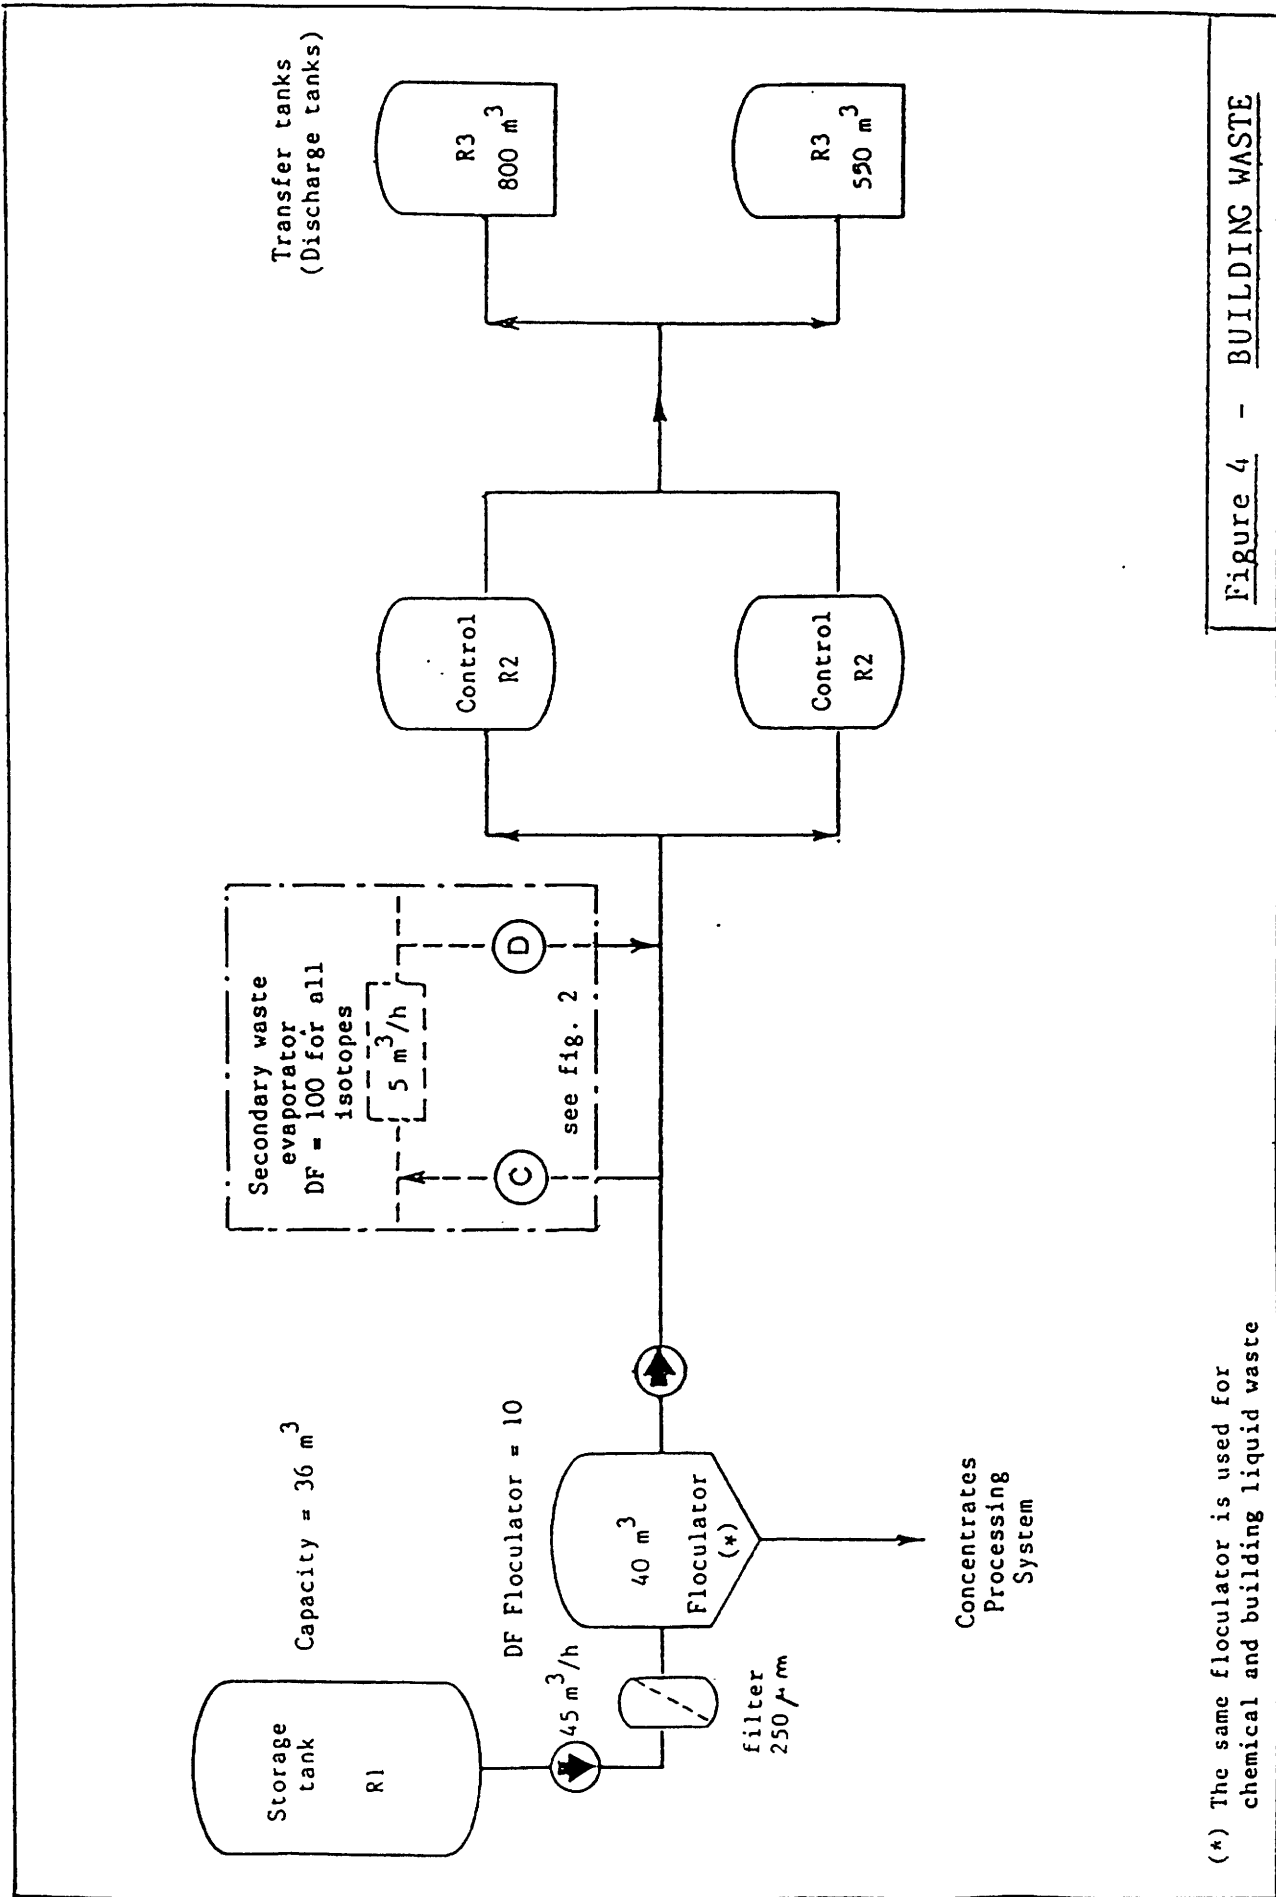 Storage
tank
R1
Capacity = 36 m³
45 m³/h
filter
250 μm
DF Floculator = 10
40 m³
Floculator
(*)
Concentrates
Processing
System
Secondary waste
evaporator
DF = 100 for all
isotopes
5 m³/h
C
D
see fig. 2
Control
R2
Control
R2
Transfer tanks
(Discharge tanks)
R3
800 m³
R3
550 m³
(*) The same floculator is used for
chemical and building liquid waste
Figure 4 - BUILDING WASTE